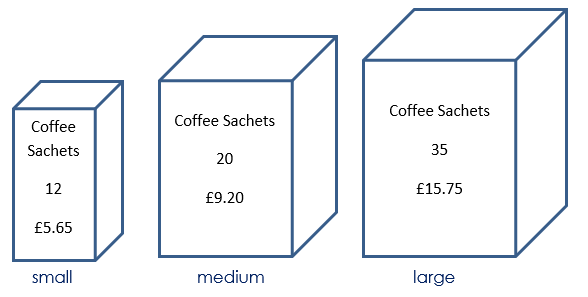 Coffee
Sachets
12
£5.65
small
Coffee Sachets
20
£9.20
medium
Coffee Sachets
35
£15.75
large